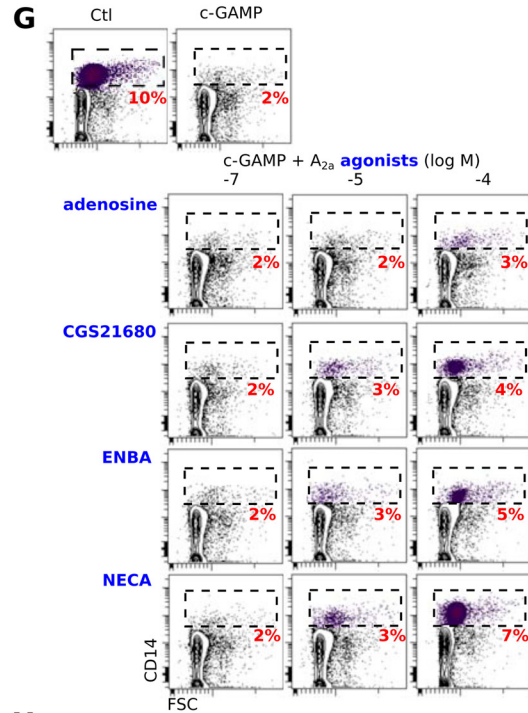 G
Ctl
c-GAMP
10%
2%
c-GAMP + A2a agonists (log M)
-7
-5
-4
adenosine
2%
2%
3%
CGS21680
2%
3%
4%
ENBA
2%
3%
5%
NECA
2%
3%
7%
CD14
FSC